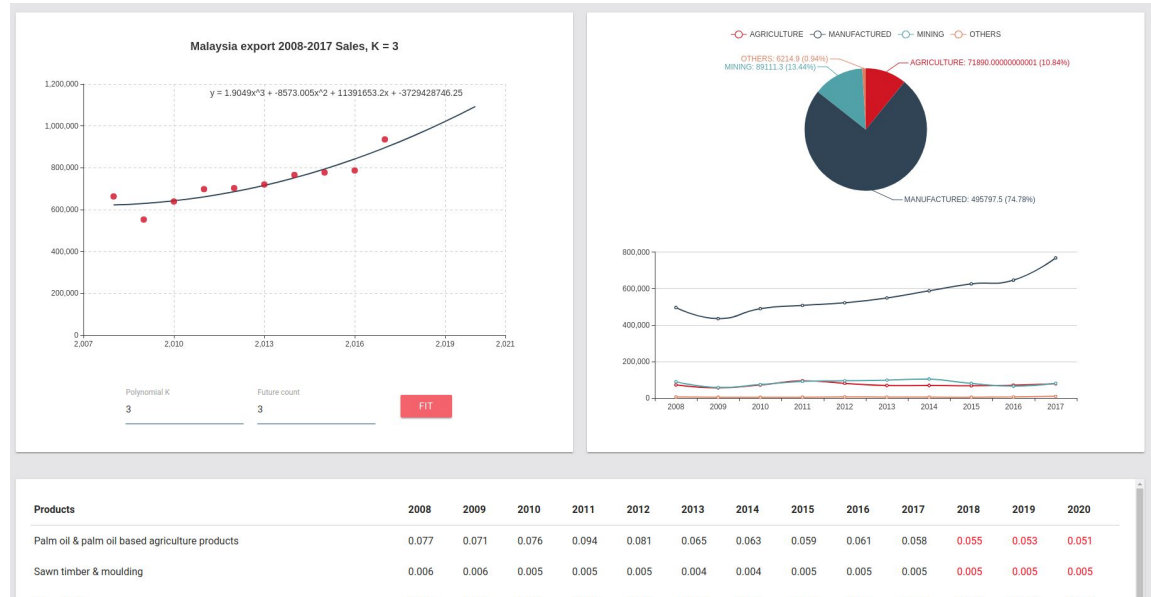 Malaysia export 2008-2017 Sales, K = 3
y = 1.9049x^3 + -8573.005x^2 + 11391653.2x + -3729428746.25
1,200,000
1,000,000
800,000
600,000
400,000
200,000
0
2,007 2,010 2,013 2,016 2,019 2,021
Polynomial K Future count
3 3 FIT
AGRICULTURE MANUFACTURED MINING OTHERS
OTHERS: 6214.9 (0.94%)
AGRICULTURE: 71890.00000000001 (10.84%)
MINING: 89111.3 (13.44%)
MANUFACTURED: 495797.5 (74.78%)
800,000
600,000
400,000
200,000
0
2008 2009 2010 2011 2012 2013 2014 2015 2016 2017
Products 2008 2009 2010 2011 2012 2013 2014 2015 2016 2017 2018 2019 2020
Palm oil & palm oil based agriculture products 0.077 0.071 0.076 0.094 0.081 0.065 0.063 0.059 0.061 0.058 0.055 0.053 0.051
Sawn timber & moulding 0.006 0.006 0.005 0.005 0.005 0.004 0.004 0.005 0.005 0.005 0.005 0.005 0.005